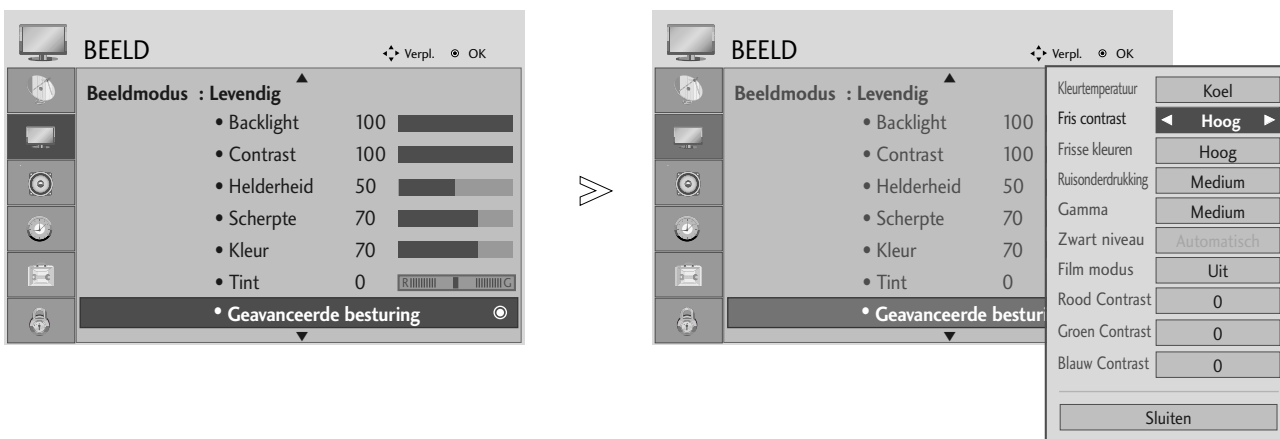 BEELD
Verpl. OK
Beeldmodus : Levendig
• Backlight 100
• Contrast 100
• Helderheid 50
• Scherpte 70
• Kleur 70
• Tint 0 R G
• Geavanceerde besturing
BEELD
Verpl. OK
Beeldmodus : Levendig
• Backlight 100
• Contrast 100
• Helderheid 50
• Scherpte 70
• Kleur 70
• Tint 0
• Geavanceerde bestur
Kleurtemperatuur Koel
Fris contrast Hoog
Frisse kleuren Hoog
Ruisonderdrukking Medium
Gamma Medium
Zwart niveau Automatisch
Film modus Uit
Rood Contrast 0
Groen Contrast 0
Blauw Contrast 0
Sluiten